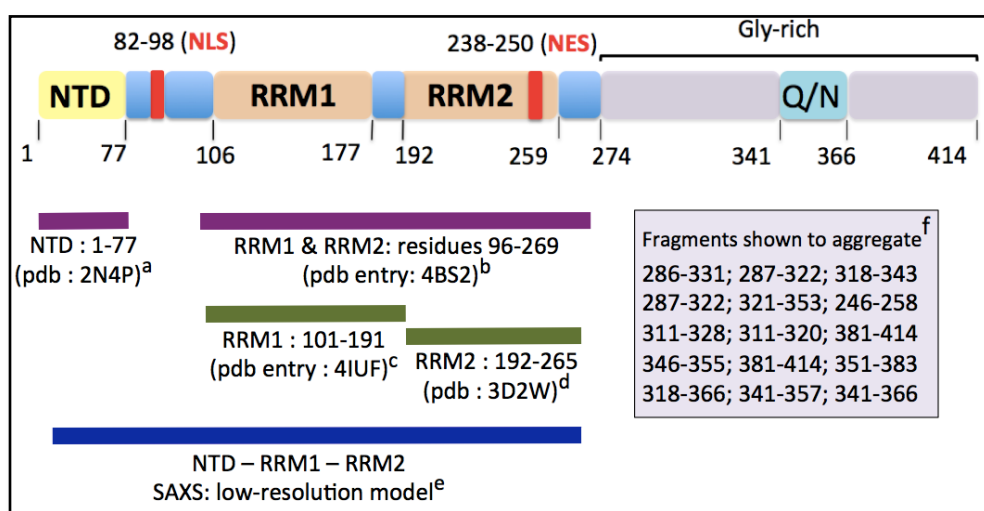 Gly-rich
82-98 (NLS)
238-250 (NES)
NTD
RRM1
RRM2
Q/N
1 77 106 177 192 259 274 341 366 414
NTD : 1-77
(pdb : 2N4P)a
RRM1 & RRM2: residues 96-269
(pdb entry: 4BS2)b
RRM1 : 101-191
(pdb entry : 4IUF)c
RRM2 : 192-265
(pdb : 3D2W)d
NTD – RRM1 – RRM2
SAXS: low-resolution modele
Fragments shown to aggregatef
286-331; 287-322; 318-343
287-322; 321-353; 246-258
311-328; 311-320; 381-414
346-355; 381-414; 351-383
318-366; 341-357; 341-366